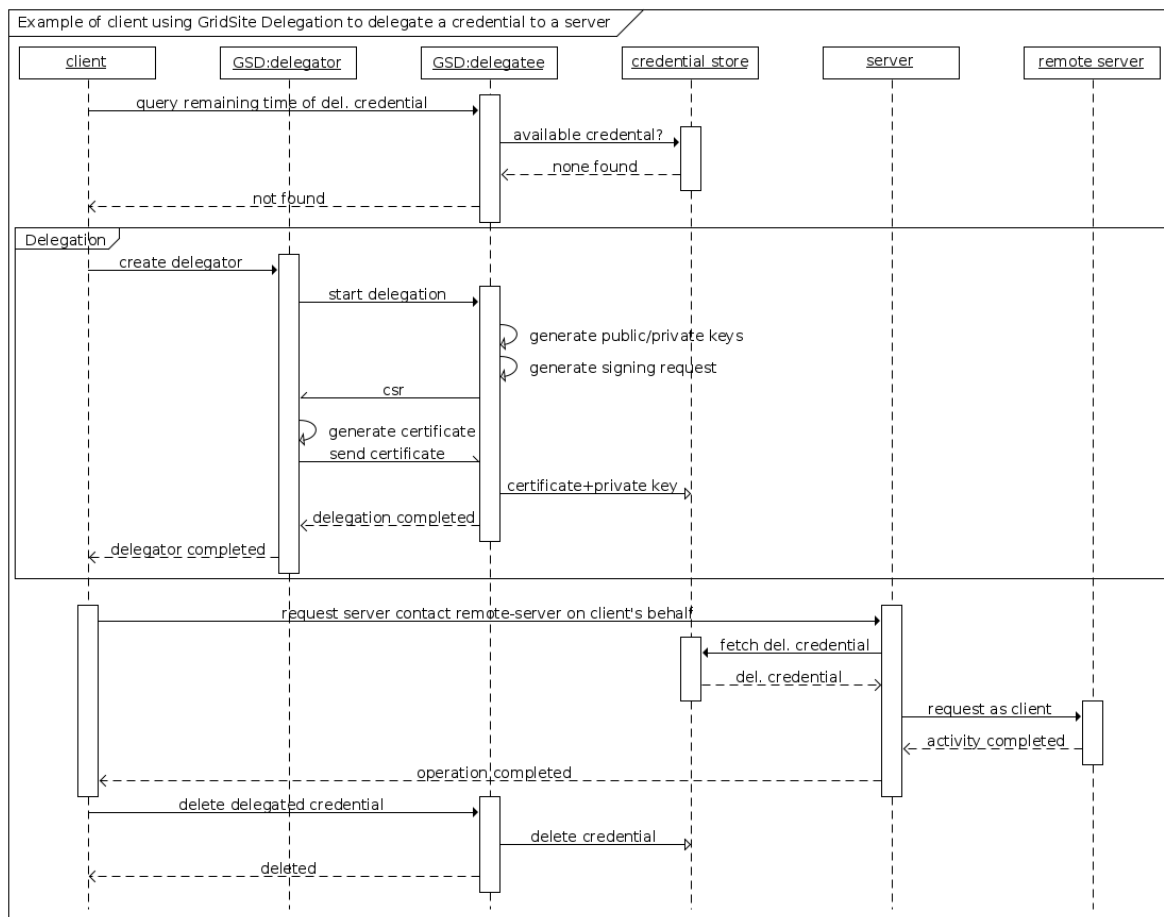 Example of client using GridSite Delegation to delegate a credential to a server
client
GSD:delegator
GSD:delegatee
credential store
server
remote server
query remaining time of del. credential
available credental?
none found
not found
Delegation
create delegator
start delegation
generate public/private keys
generate signing request
csr
generate certificate
send certificate
certificate+private key
delegation completed
delegator completed
request server contact remote-server on client's behalf
fetch del. credential
del. credential
request as client
activity completed
operation completed
delete delegated credential
delete credential
deleted